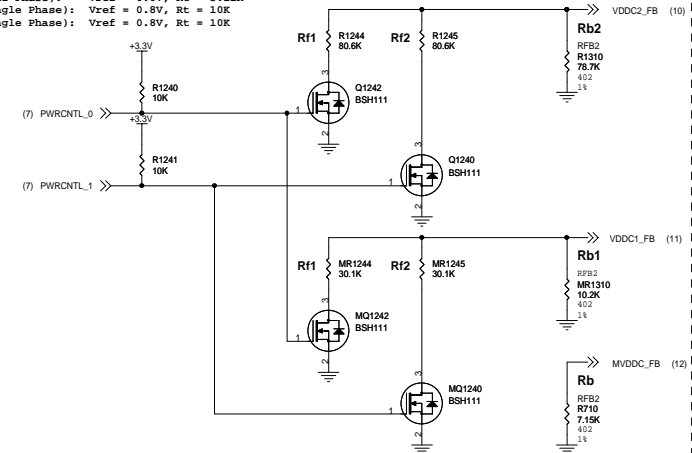 ngle Phase): Vref = 0.8V, Rt = 10K
ngle Phase): Vref = 0.8V, Rt = 10K
VDDC2_FB (10)
Rf1
R1244
80.6K
Rf2
R1245
80.6K
Rb2
RFB2
R1310
78.7K
402
1%
+3.3V
R1240
10K
3
Q1242
BSH111
1
2
(7) PWRCNTL_0
+3.3V
R1241
10K
3
Q1240
BSH111
1
2
(7) PWRCNTL_1
VDDC1_FB (11)
Rf1
MR1244
30.1K
Rf2
MR1245
30.1K
Rb1
RFB2
MR1310
10.2K
402
1%
3
MQ1242
BSH111
1
2
MVDDC_FB (12)
Rb
RFB2
R710
7.15K
402
1%
3
MQ1240
BSH111
1
2